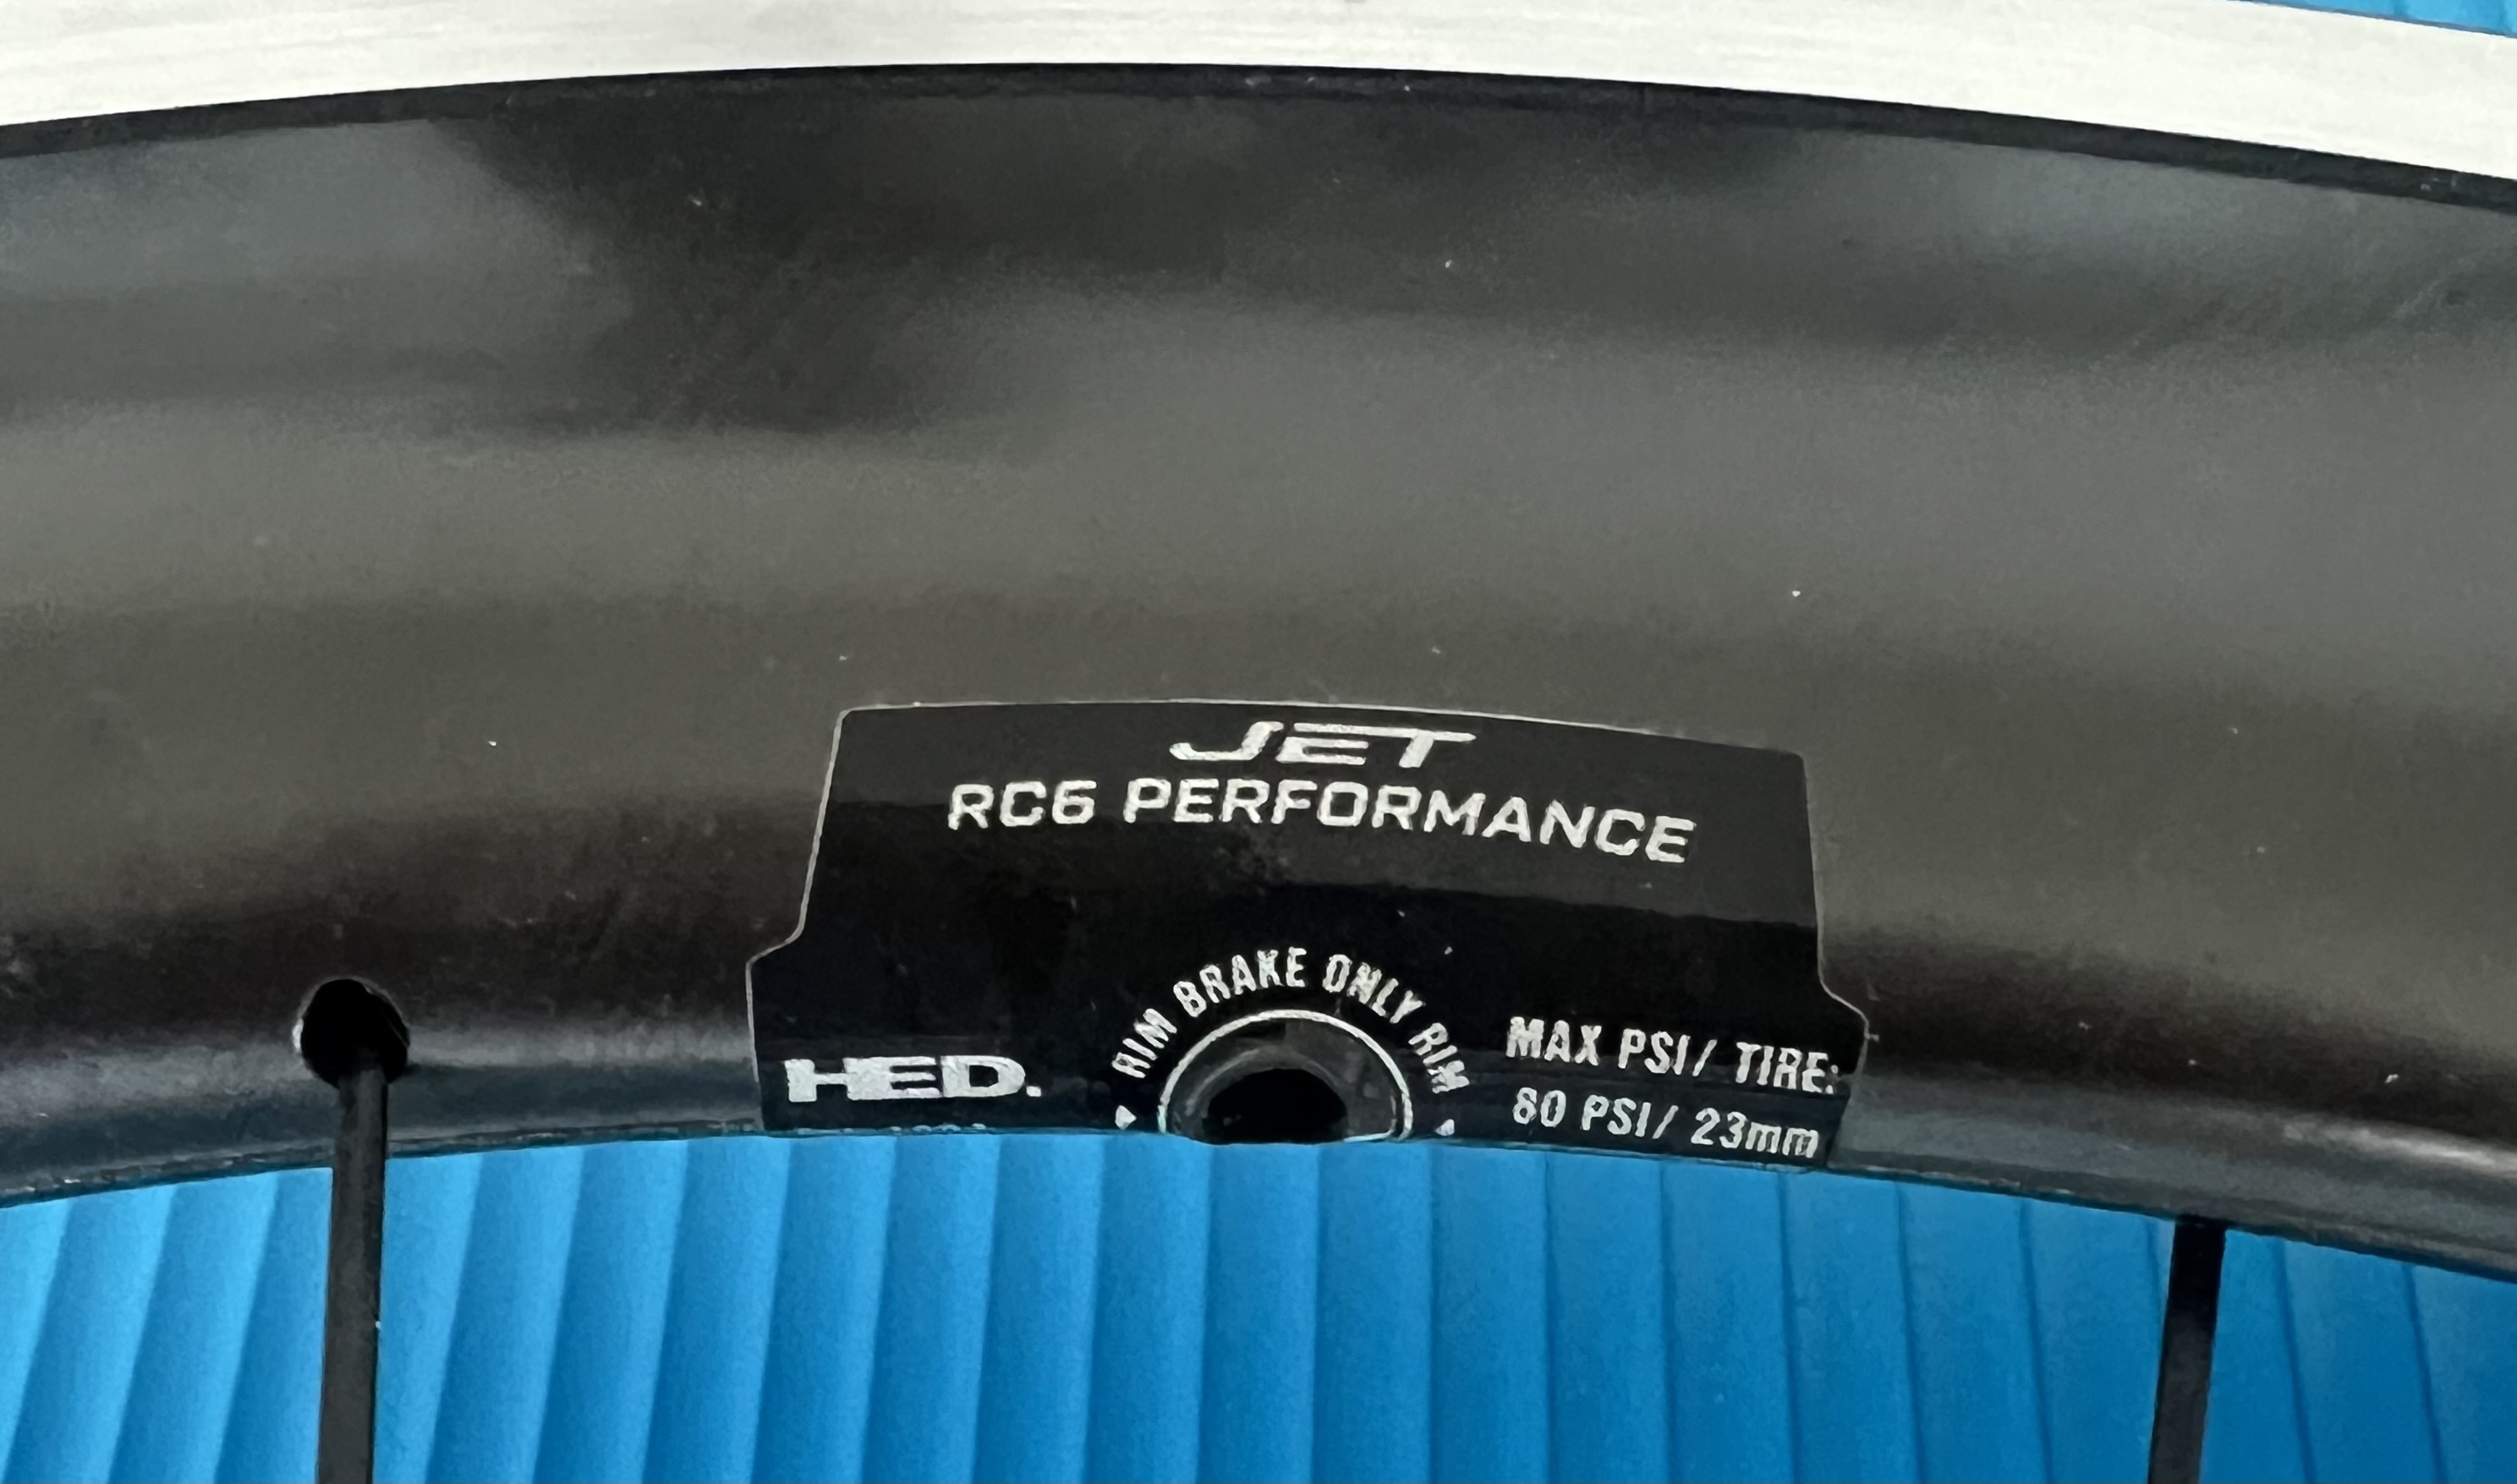 JET
RC6 PERFORMANCE
RIM BRAKE ONLY RIM
HED.
MAX PSI/ TIRE:
80 PSI/ 23mm